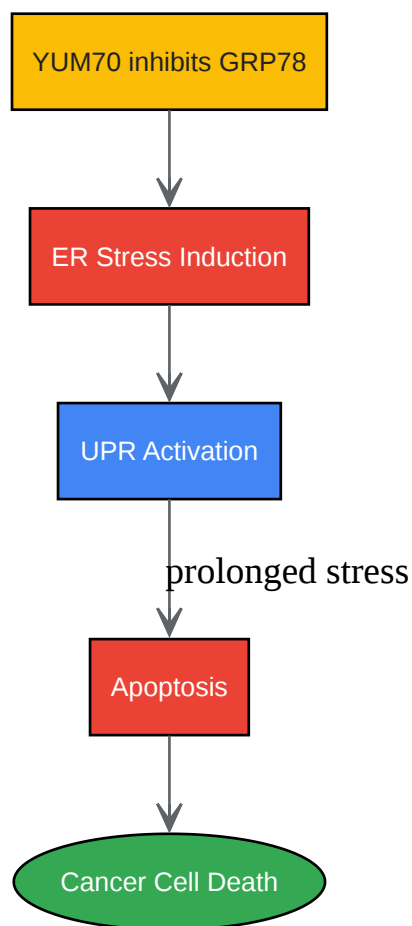 YUM70 inhibits GRP78
ER Stress Induction
UPR Activation
prolonged stress
Apoptosis
Cancer Cell Death